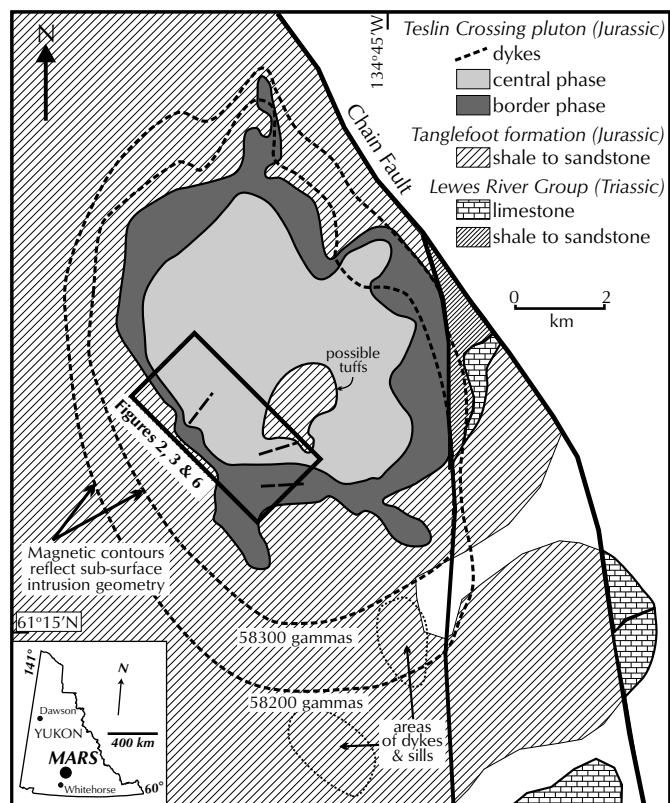 N
134°45'W
Teslin Crossing pluton (Jurassic)
dykes
central phase
border phase
Tanglefoot formation (Jurassic)
shale to sandstone
Lewes River Group (Triassic)
limestone
shale to sandstone
0 2
km
Chain Fault
possible
tuffs
Figures 2, 3 & 6
Magnetic contours
reflect sub-surface
intrusion geometry
61°15'N
58300 gammas
58200 gammas
areas
of dykes
& sills
141°
N
Dawson
YUKON
400 km
MARS
Whitehorse
60°